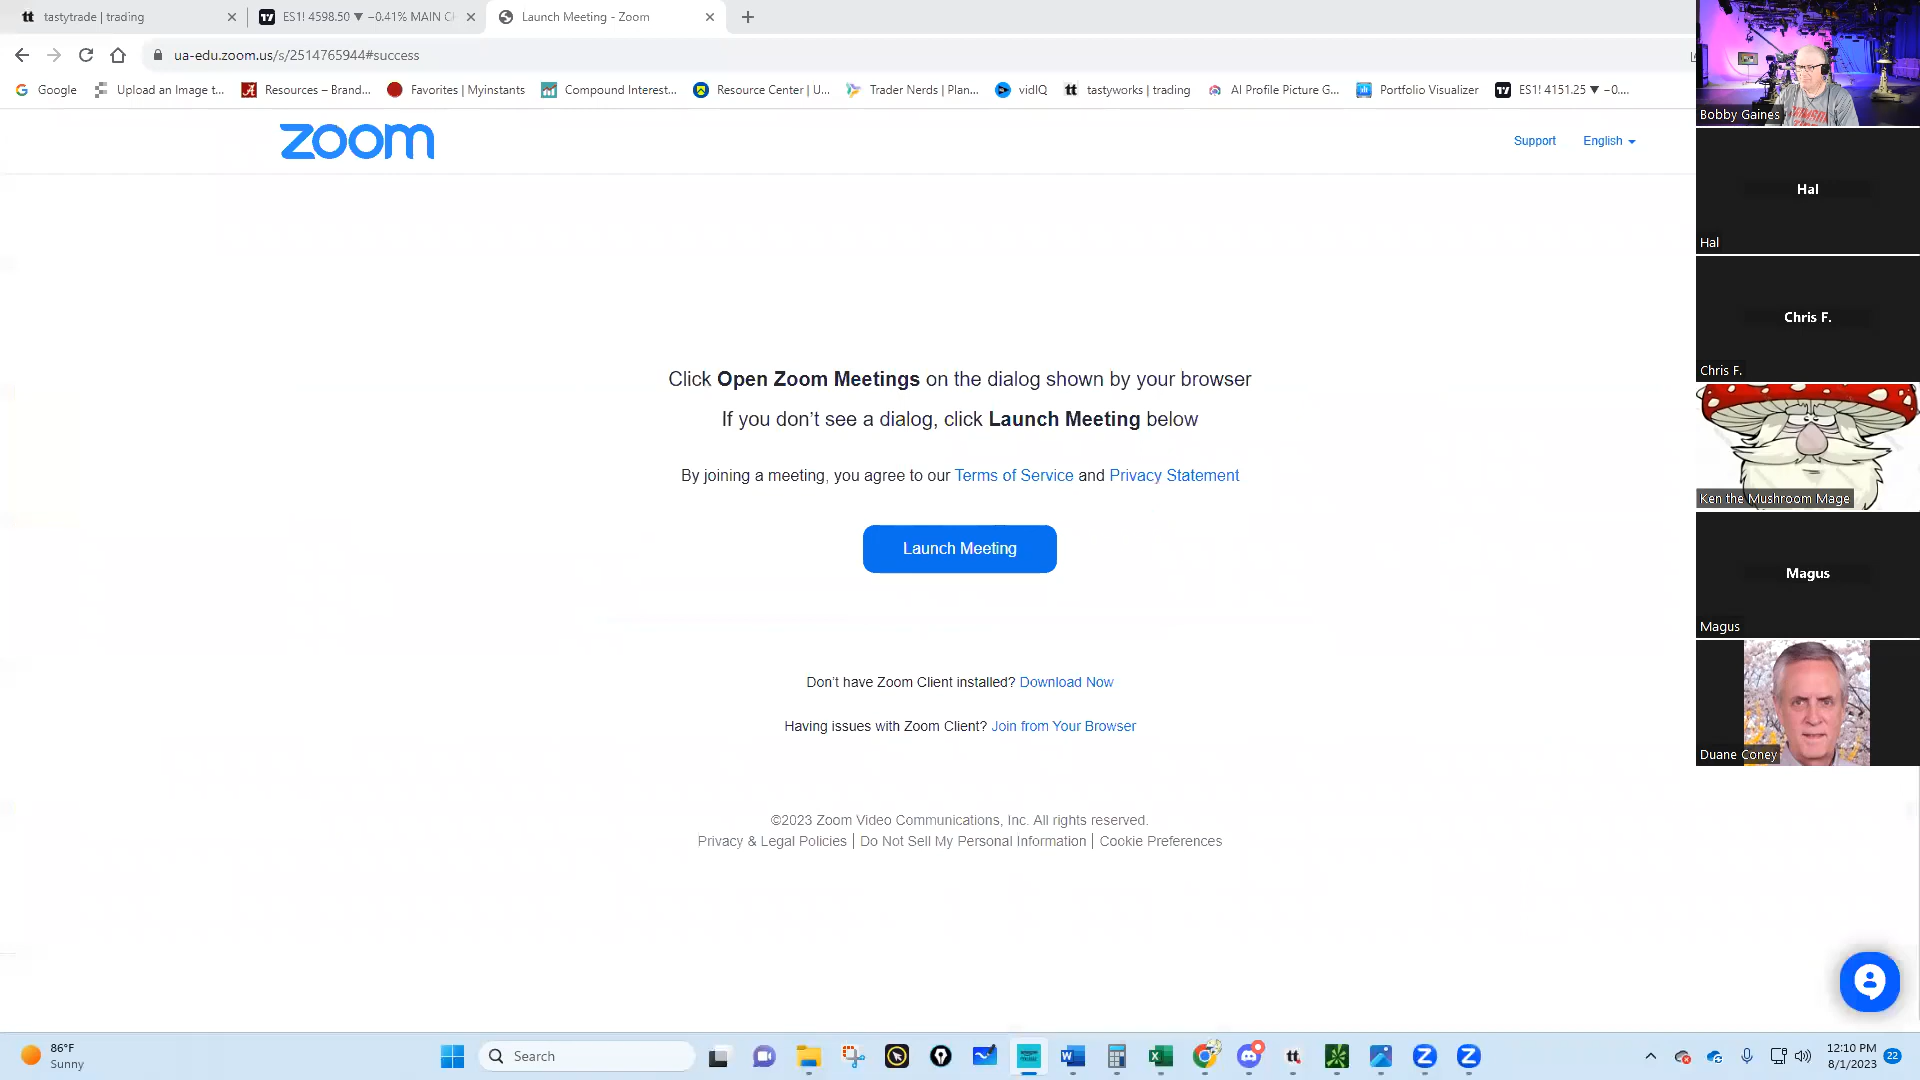 tastytrade | trading
ES1! 4598.50 ▼ −0.41% MAIN CH
Launch Meeting - Zoom
ua-edu.zoom.us/s/2514765944#success
Google
Upload an Image t...
Resources – Brand...
Favorites | Myinstants
Compound Interest...
Resource Center | U...
Trader Nerds | Plan...
vidIQ
tastyworks | trading
AI Profile Picture G...
Portfolio Visualizer
ES1! 4151.25 ▼ −0....
zoom
Support
English
Click Open Zoom Meetings on the dialog shown by your browser
If you don’t see a dialog, click Launch Meeting below
By joining a meeting, you agree to our Terms of Service and Privacy Statement
Launch Meeting
Don’t have Zoom Client installed? Download Now
Having issues with Zoom Client? Join from Your Browser
©2023 Zoom Video Communications, Inc. All rights reserved.
Privacy & Legal Policies | Do Not Sell My Personal Information | Cookie Preferences
Bobby Gaines
Hal
Hal
Chris F.
Chris F.
Ken the Mushroom Mage
Magus
Magus
Duane Coney
86°F
Sunny
Search
12:10 PM
8/1/2023
22